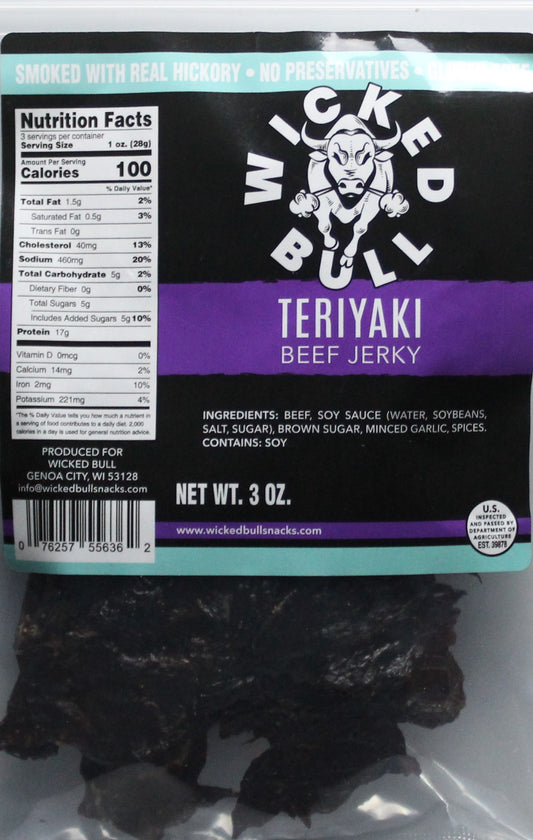 SMOKED WITH REAL HICKORY • NO PRESERVATIVES •
WICKED
BULL
TERIYAKI
BEEF JERKY
Nutrition Facts
3 servings per container
Serving Size 1 oz. (28g)
Amount Per Serving
Calories 100
% Daily Value*
Total Fat 1.5g 2%
Saturated Fat 0.5g 3%
Trans Fat 0g
Cholesterol 40mg 13%
Sodium 460mg 20%
Total Carbohydrate 5g 2%
Dietary Fiber 0g 0%
Total Sugars 5g
Includes Added Sugars 5g 10%
Protein 17g
Vitamin D 0mcg 0%
Calcium 14mg 2%
Iron 2mg 10%
Potassium 221mg 4%
*The % Daily Value tells you how much a nutrient in
a serving of food contributes to a daily diet. 2,000
calories in a day is used for general nutrition advice.
PRODUCED FOR
WICKED BULL
GENOA CITY, WI 53128
info@wickedbullsnacks.com
0 76257 55636 2
INGREDIENTS: BEEF, SOY SAUCE (WATER, SOYBEANS,
SALT, SUGAR), BROWN SUGAR, MINCED GARLIC, SPICES.
CONTAINS: SOY
NET WT. 3 OZ.
www.wickedbullsnacks.com
U.S.
INSPECTED
AND PASSED BY
DEPARTMENT OF
AGRICULTURE
EST. 39878